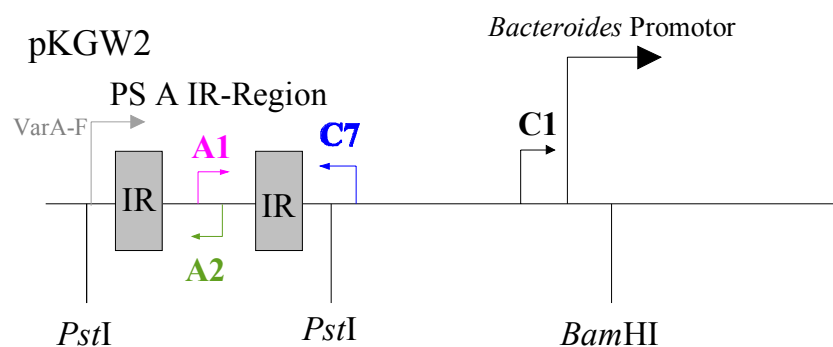 pKGW2
Bacteroides Promotor
PS A IR-Region
VarA-F
A1
C7
C1
IR
IR
A2
PstI
PstI
BamHI